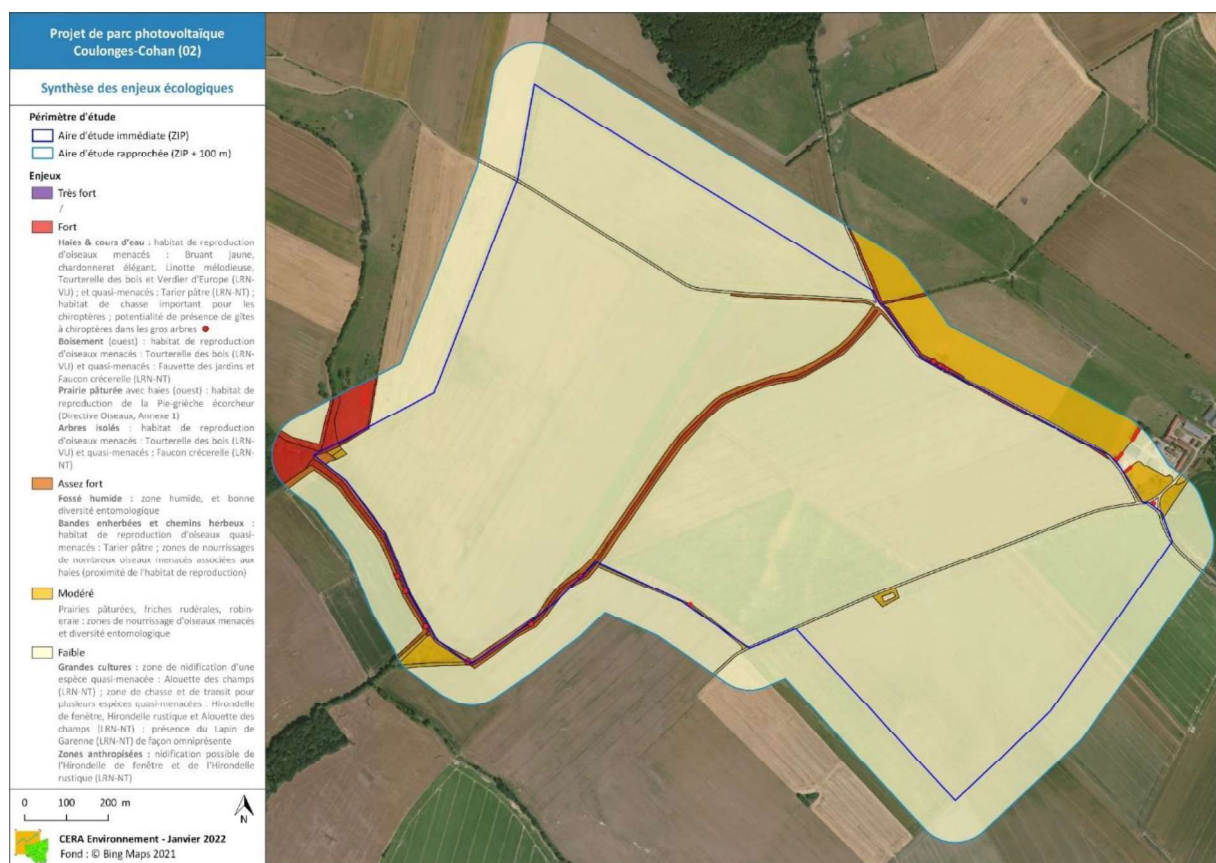 Projet de parc photovoltaïque
Coulonges-Cohan (02)
Synthèse des enjeux écologiques
Périmètre d'étude
Aire d'étude immédiate (ZIP)
Aire d'étude rapprochée (ZIP + 100 m)
Enjeux
Très fort
/
Fort
Haies & cours d'eau : habitat de reproduction
d'oiseaux menacés : Bruant jaune,
chardonneret élégant, Linotte mélodieuse,
Tourterelle des bois et Verdier d'Europe (LRN-
VU) ; et quasi-menacés : Tarier pâtre (LRN-NT) ;
habitat de chasse important pour les
chiroptères ; potentialité de présence de gîtes
à chiroptères dans les gros arbres
Boisement (ouest) : habitat de reproduction
d'oiseaux menacés : Tourterelle des bois (LRN-
VU) et quasi-menacés : Fauvette des jardins et
Faucon crécerelle (LRN-NT)
Prairie pâturée avec haies (ouest) : habitat de
reproduction de la Pie-grièche écorcheur
(Directive Oiseaux, Annexe 1)
Arbres isolés : habitat de reproduction
d'oiseaux menacés : Tourterelle des bois (LRN-
VU) et quasi-menacés : Faucon crécerelle (LRN-
NT)
Assez fort
Fossé humide : zone humide, et bonne
diversité entomologique
Bandes enherbées et chemins herbeux :
habitat de reproduction d'oiseaux quasi-
menacés : Tarier pâtre ; zones de nourrissages
de nombreux oiseaux menacés associées aux
haies (proximité de l'habitat de reproduction)
Modéré
Prairies pâturées, friches rudérales, robin-
eraie : zones de nourrissage d'oiseaux menacés
et diversité entomologique
Faible
Grandes cultures : zone de nidification d'une
espèce quasi-menacée : Alouette des champs
(LRN-NT) ; zone de chasse et de transit pour
plusieurs espèces quasi-menacées : Hirondelle
de fenêtre, Hirondelle rustique et Alouette des
champs (LRN-NT) ; présence du Lapin de
Garenne (LRN-NT) de façon omniprésente
Zones anthropisées : nidification possible de
l'Hirondelle de fenêtre et de l'Hirondelle
rustique (LRN-NT)
0 100 200 m
N
CERA Environnement - Janvier 2022
Fond : © Bing Maps 2021